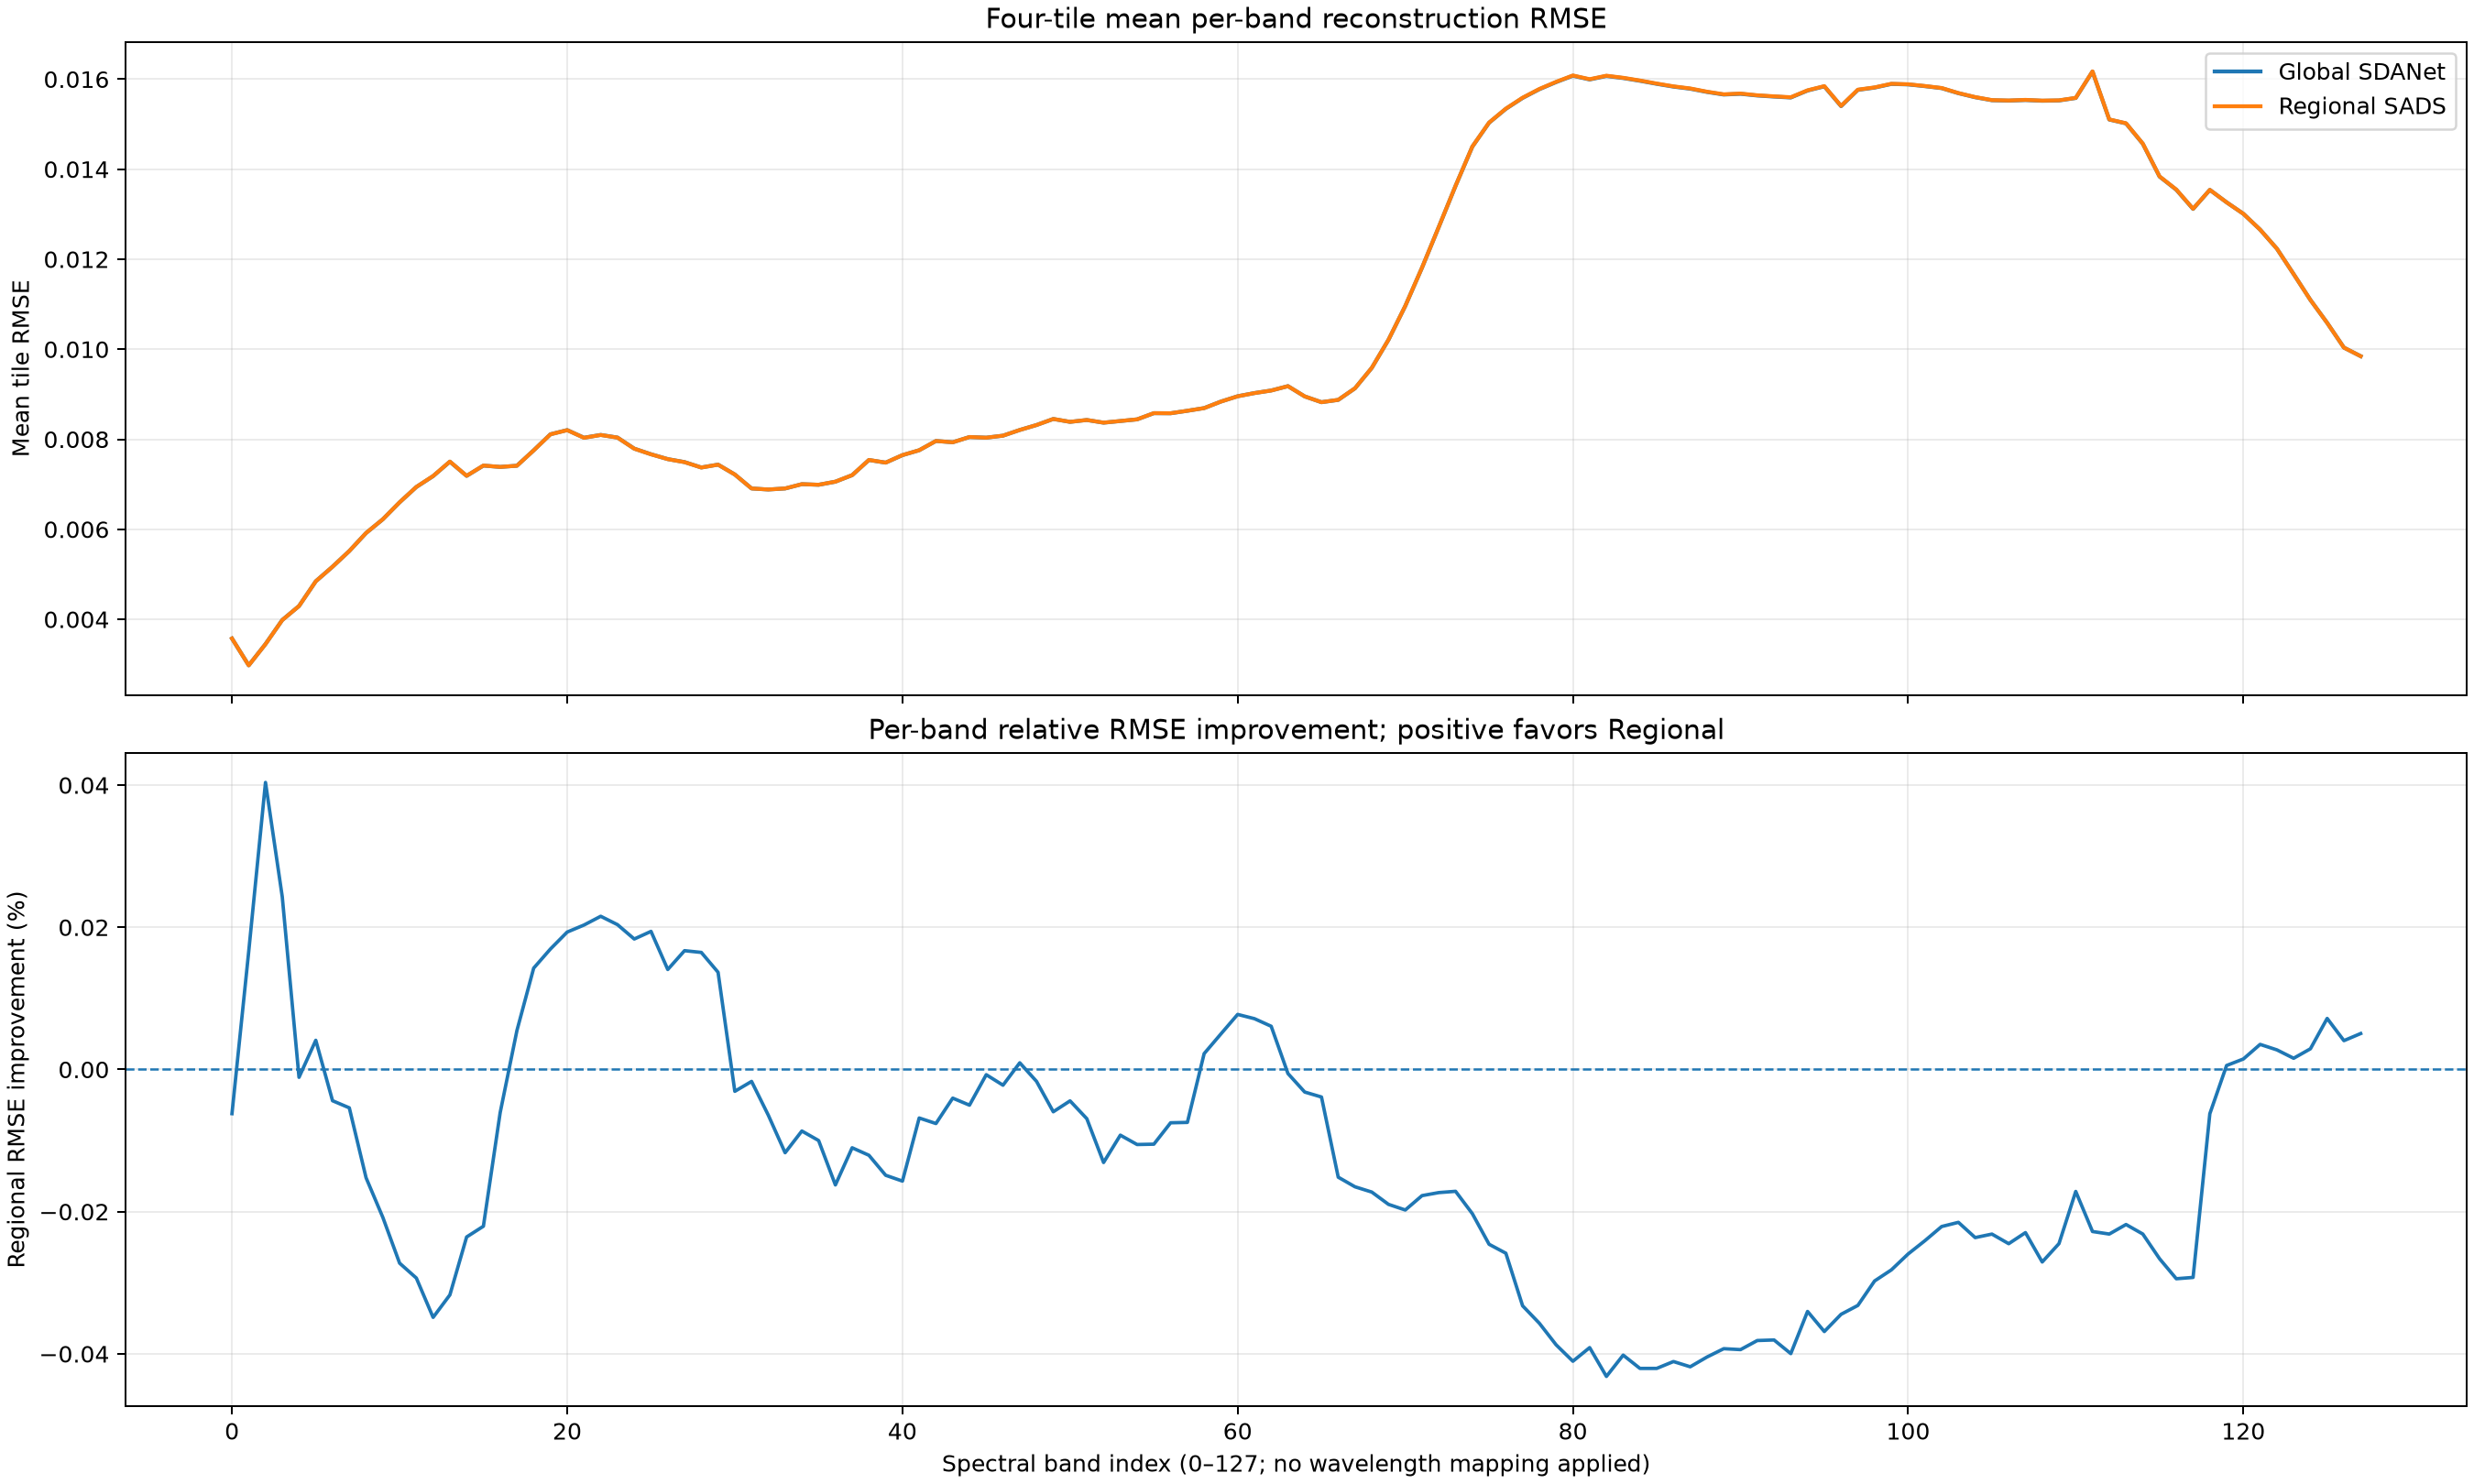 Four-tile mean per-band reconstruction RMSE
Mean tile RMSE
0.016
0.014
0.012
0.010
0.008
0.006
0.004
Global SDANet
Regional SADS
Per-band relative RMSE improvement; positive favors Regional
Regional RMSE improvement (%)
0.04
0.02
0.00
−0.02
−0.04
0 20 40 60 80 100 120
Spectral band index (0–127; no wavelength mapping applied)